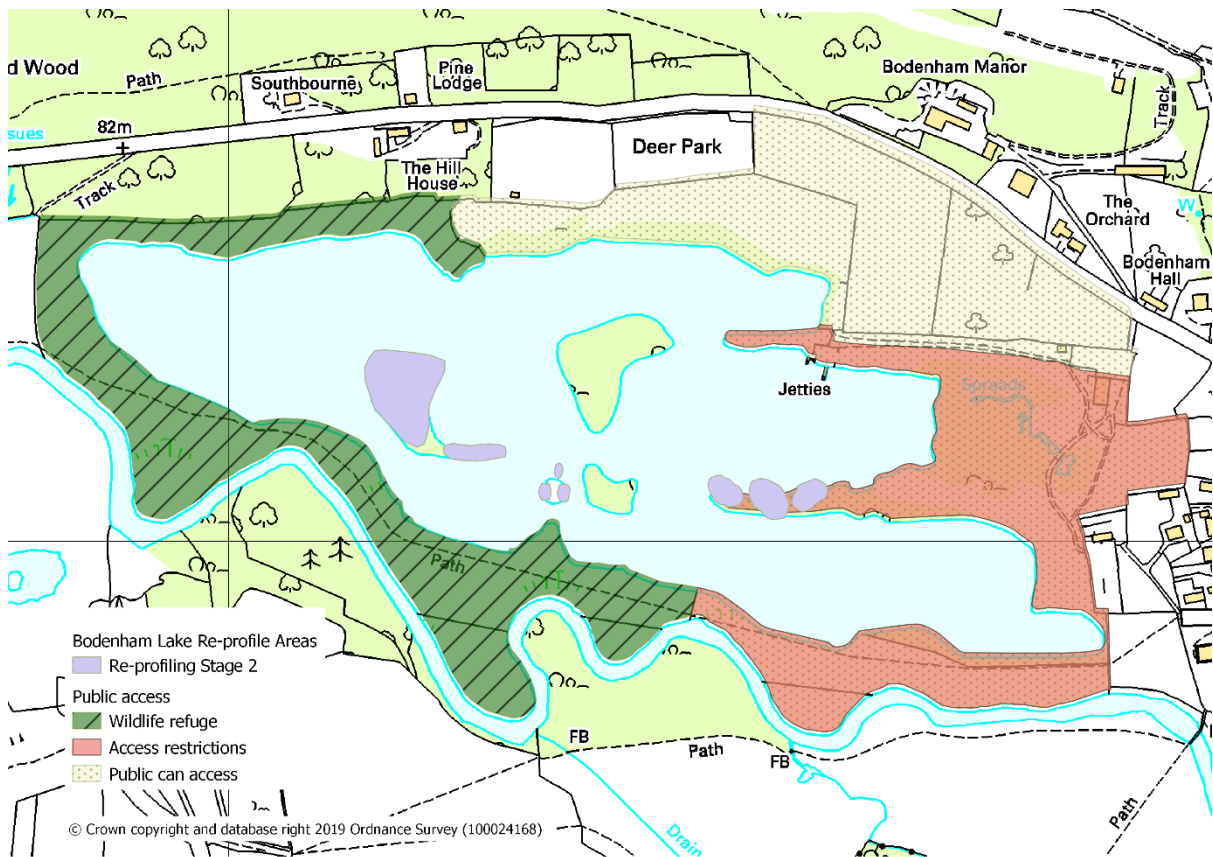 d Wood
Path
Southbourne
Pine
Lodge
Bodenham Manor
Track
sues
82m
The Hill
House
Deer Park
Track
The
Orchard
W
Bodenham
Hall
Jetties
Spreads
Path
Bodenham Lake Re-profile Areas
Re-profiling Stage 2
Public access
Wildlife refuge
Access restrictions
Public can access
FB
Path
FB
Path
Drain
© Crown copyright and database right 2019 Ordnance Survey (100024168)